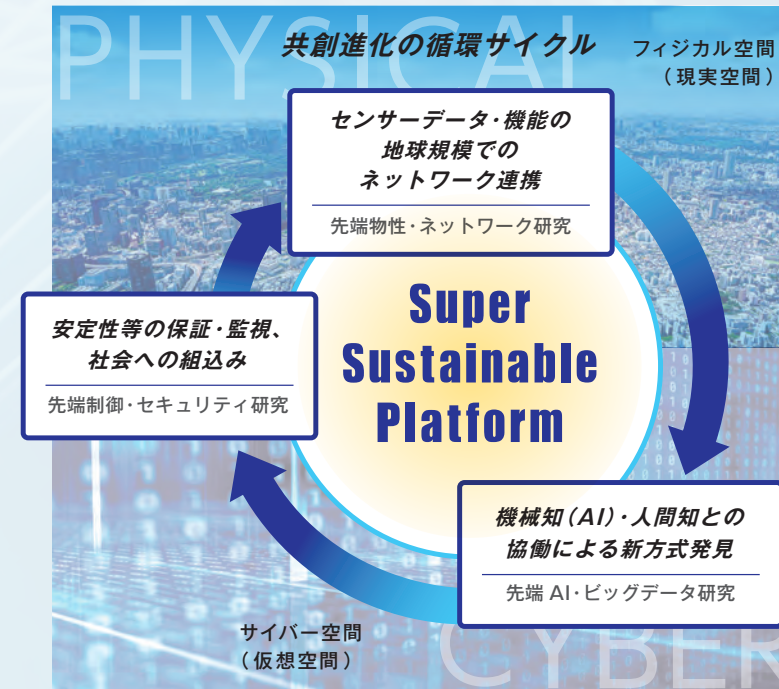 PHYSICAL
共創進化の循環サイクル
フィジカル空間
（現実空間）
センサーデータ・機能の
地球規模での
ネットワーク連携
先端物性・ネットワーク研究
安定性等の保証・監視、
社会への組込み
先端制御・セキュリティ研究
Super
Sustainable
Platform
機械知（AI）・人間知との
協働による新方式発見
先端 AI・ビッグデータ研究
サイバー空間
（仮想空間）
CYBER